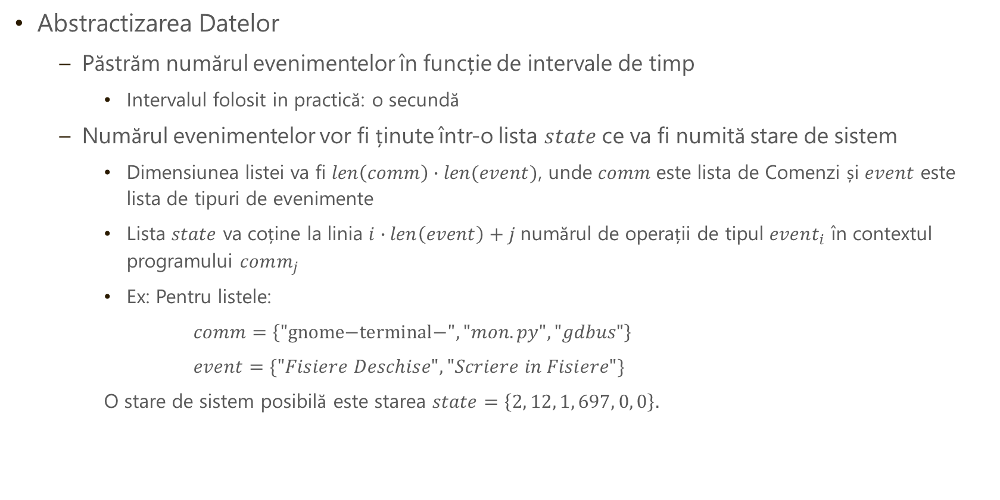 • Abstractizarea Datelor
– Păstrăm numărul evenimentelor în funcție de intervale de timp
• Intervalul folosit in practică: o secundă
– Numărul evenimentelor vor fi ținute într-o lista state ce va fi numită stare de sistem
• Dimensiunea listei va fi len(comm) · len(event), unde comm este lista de Comenzi și event este
lista de tipuri de evenimente
• Lista state va coține la linia i · len(event) + j numărul de operații de tipul eventᵢ în contextul
programului commⱼ
• Ex: Pentru listele:
comm = {"gnome−terminal−", "mon.py", "gdbus"}
event = {"Fisiere Deschise", "Scriere in Fisiere"}
O stare de sistem posibilă este starea state = {2, 12, 1, 697, 0, 0}.